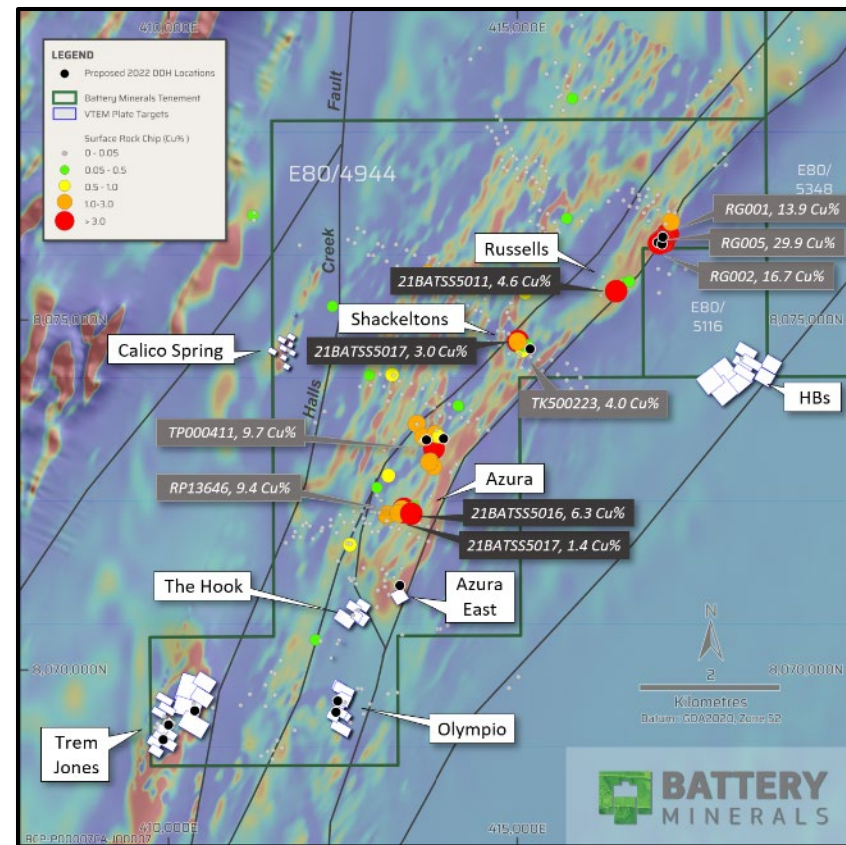 410,000E
415,000E
LEGEND
Proposed 2022 DDH Locations
Battery Minerals Tenement
VTEM Plate Targets
Surface Rock Chip (Cu%)
0 - 0.05
0.05 - 0.5
0.5 - 1.0
1.0-3.0
> 3.0
Fault
Creek
Halls
E80/4944
E80/
5348
RG001, 13.9 Cu%
RG005, 29.9 Cu%
RG002, 16.7 Cu%
Russells
21BATSS5011, 4.6 Cu%
E80/
5116
8,075,000N
8,075,000N
Shackeltons
Calico Spring
21BATSS5017, 3.0 Cu%
HBs
TK500223, 4.0 Cu%
TP000411, 9.7 Cu%
Azura
RP13646, 9.4 Cu%
21BATSS5016, 6.3 Cu%
21BATSS5017, 1.4 Cu%
The Hook
Azura
East
N
8,070,000N
8,070,000N
2
Kilometres
Datum: GDA2020, Zone 52
Trem
Jones
Olympio
BATTERY
MINERALS
410,000E
415,000E